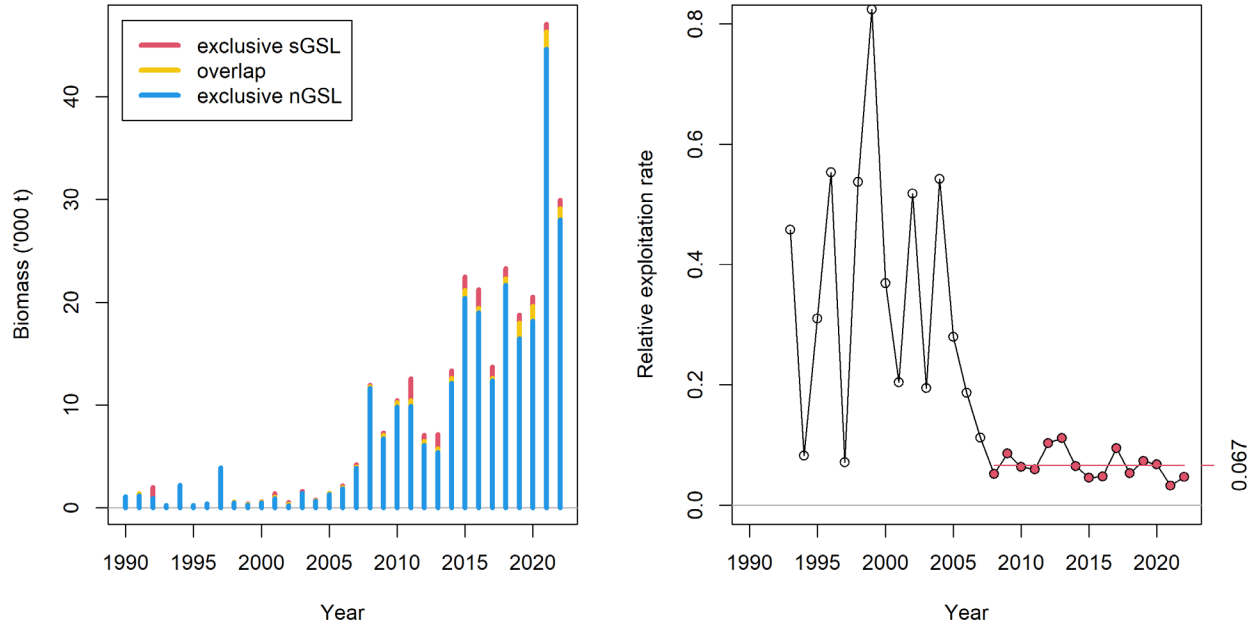 exclusive sGSL
overlap
exclusive nGSL
Biomass ('000 t)
0
10
20
30
40
1990 1995 2000 2005 2010 2015 2020
Year
Relative exploitation rate
0.0
0.2
0.4
0.6
0.8
0.067
1990 1995 2000 2005 2010 2015 2020
Year